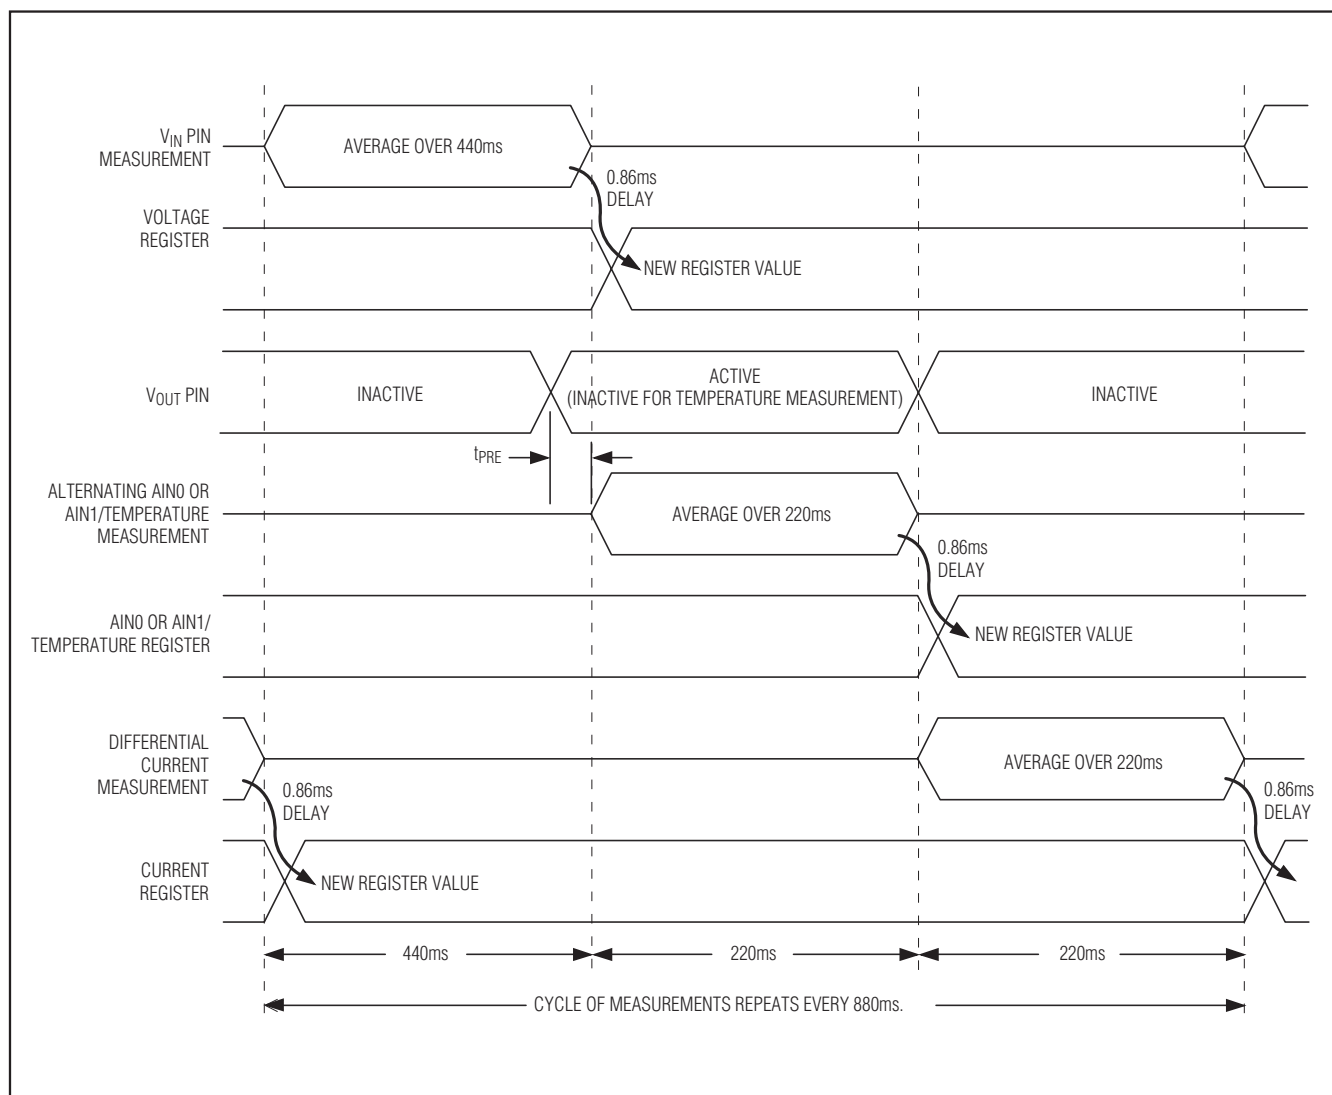 V_IN PIN
MEASUREMENT
AVERAGE OVER 440ms
0.86ms
DELAY
VOLTAGE
REGISTER
NEW REGISTER VALUE
V_OUT PIN
INACTIVE
ACTIVE
(INACTIVE FOR TEMPERATURE MEASUREMENT)
INACTIVE
t_PRE
ALTERNATING AIN0 OR
AIN1/TEMPERATURE
MEASUREMENT
AVERAGE OVER 220ms
0.86ms
DELAY
AIN0 OR AIN1/
TEMPERATURE REGISTER
NEW REGISTER VALUE
DIFFERENTIAL
CURRENT
MEASUREMENT
0.86ms
DELAY
AVERAGE OVER 220ms
0.86ms
DELAY
CURRENT
REGISTER
NEW REGISTER VALUE
440ms
220ms
220ms
CYCLE OF MEASUREMENTS REPEATS EVERY 880ms.